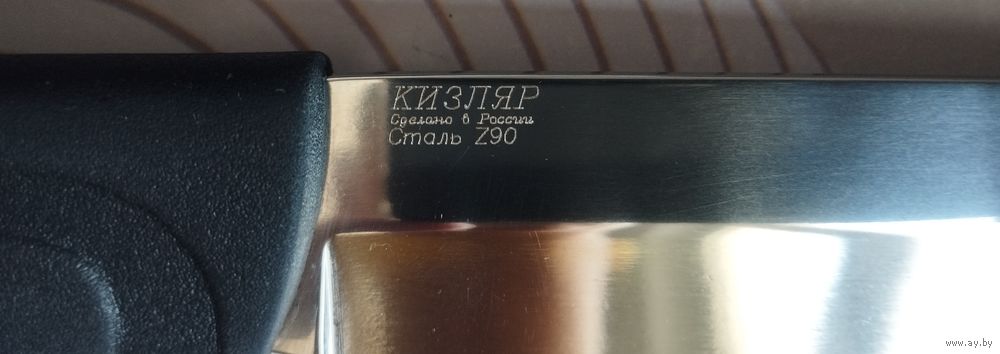 КИЗЛЯР
Сделано в России
Сталь Z90
www.ay.by